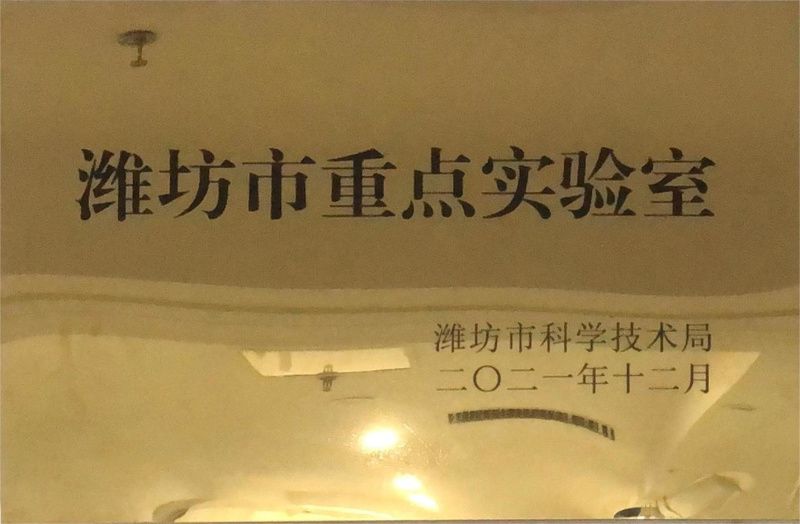 潍坊市重点实验室
潍坊市科学技术局
二〇二一年十二月